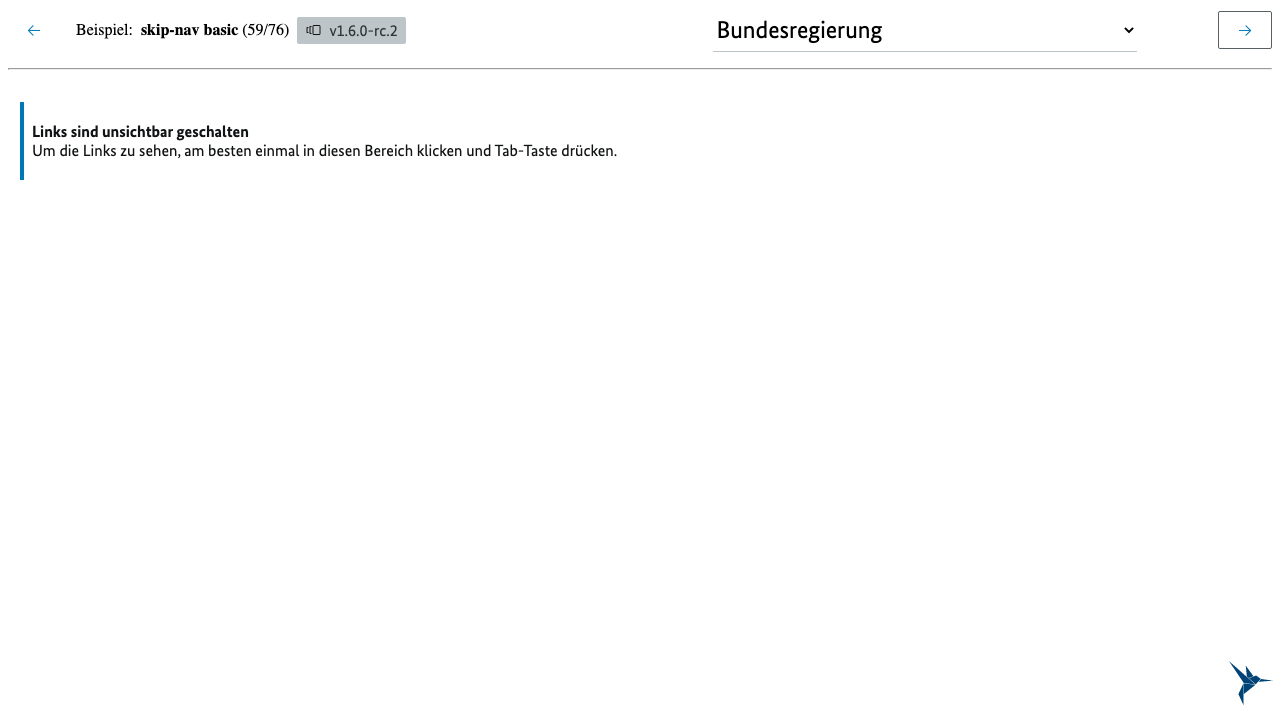 Beispiel: skip-nav basic (59/76) v1.6.0-rc.2 Bundesregierung
Links sind unsichtbar geschalten
Um die Links zu sehen, am besten einmal in diesen Bereich klicken und Tab-Taste drücken.